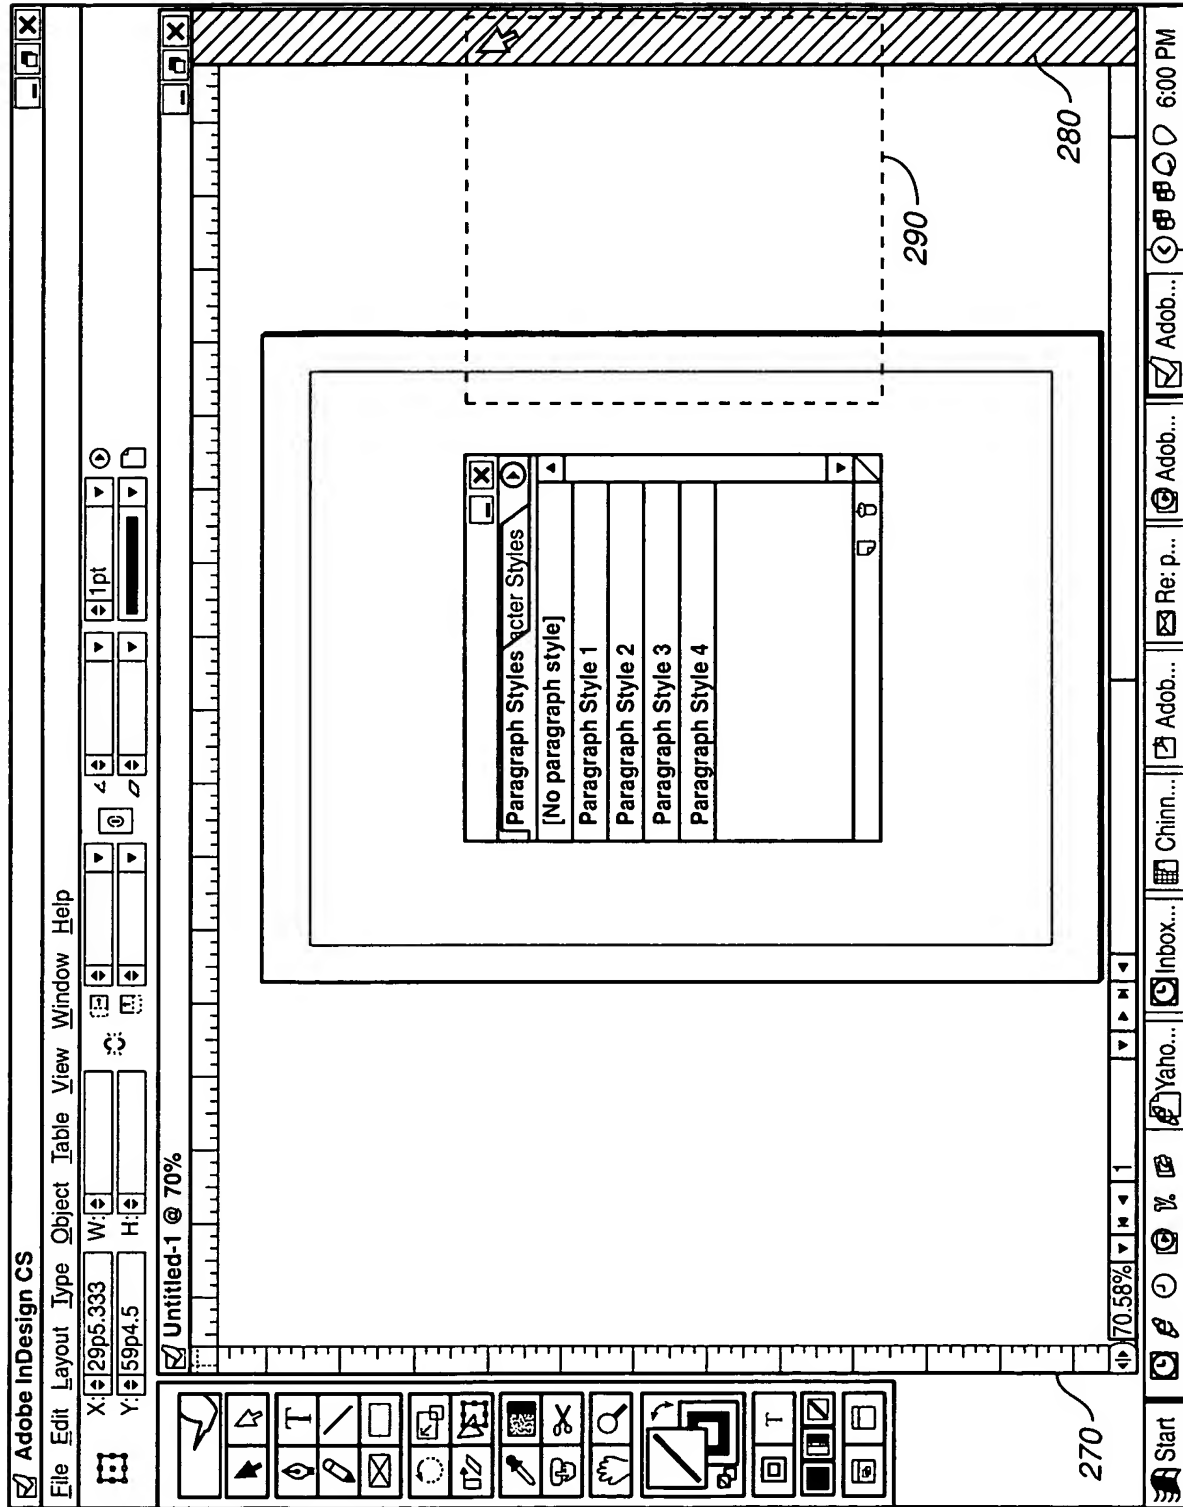 Adobe InDesign CS
File Edit Layout Type Object Table View Window Help
X: 29p5.333 W: 1pt
Y: 59p4.5 H:
Untitled-1 @ 70%
T
Paragraph Styles acter Styles
[No paragraph style]
Paragraph Style 1
Paragraph Style 2
Paragraph Style 3
Paragraph Style 4
T
290
270
280
70.58% 1
Start Yaho... Inbox... Chinn... Adob... Re: p... Adob... Adob... 6:00 PM